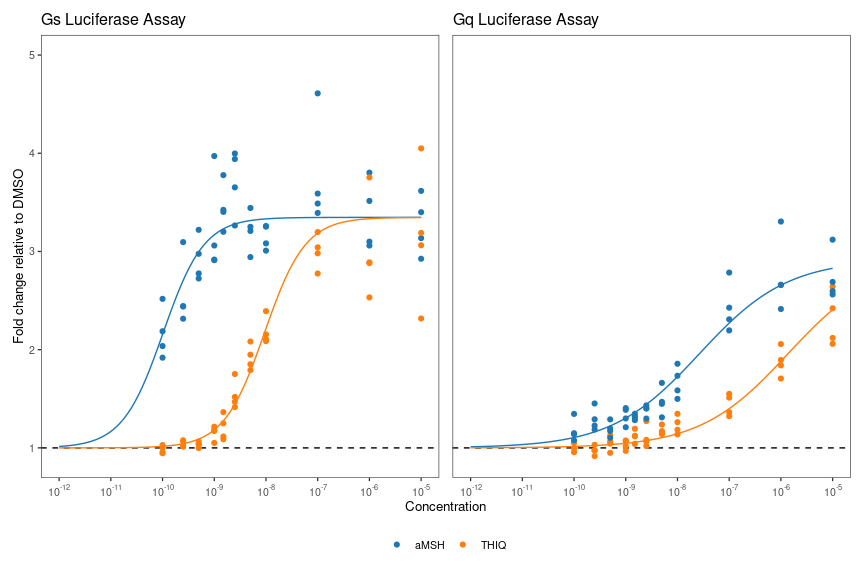 Gs Luciferase Assay
Gq Luciferase Assay
Fold change relative to DMSO
5
4
3
2
1
10^-12 10^-11 10^-10 10^-9 10^-8 10^-7 10^-6 10^-5
10^-12 10^-11 10^-10 10^-9 10^-8 10^-7 10^-6 10^-5
Concentration
aMSH THIQ